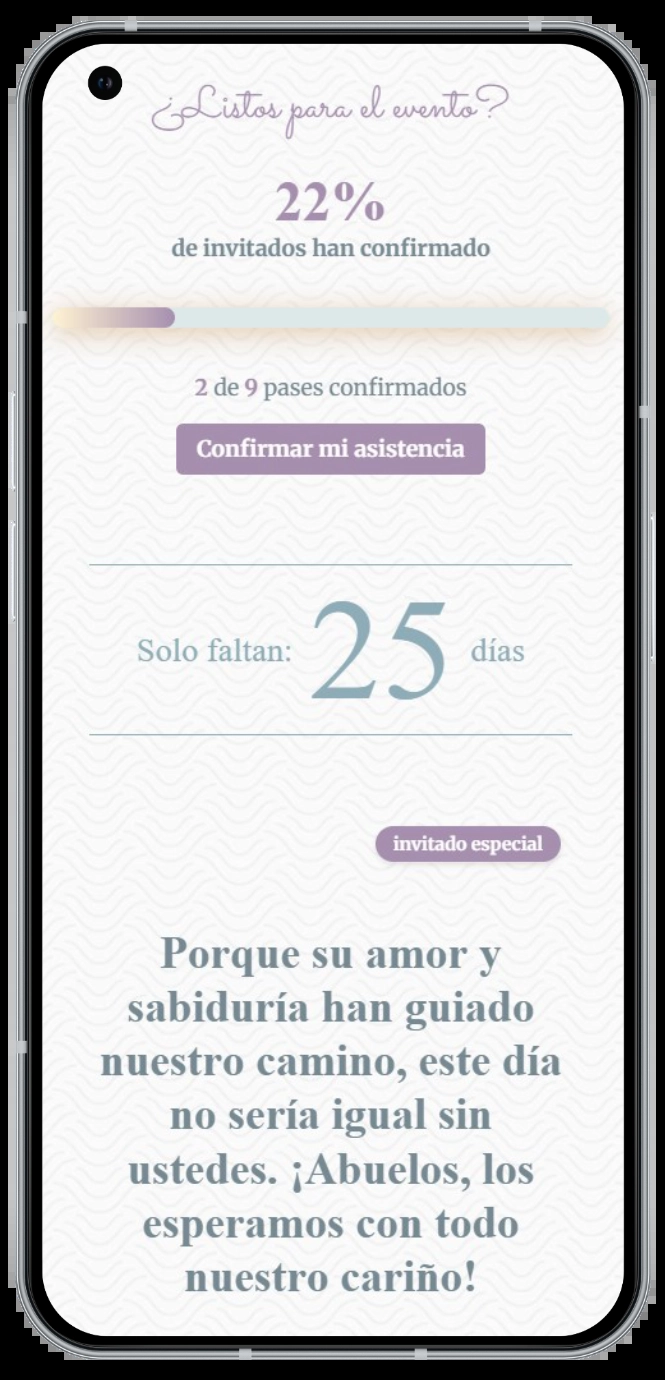 ¿Listos para el evento?
22%
de invitados han confirmado
2 de 9 pases confirmados
Confirmar mi asistencia
Solo faltan: 25 días
invitado especial
Porque su amor y
sabiduría han guiado
nuestro camino, este día
no sería igual sin
ustedes. ¡Abuelos, los
esperamos con todo
nuestro cariño!